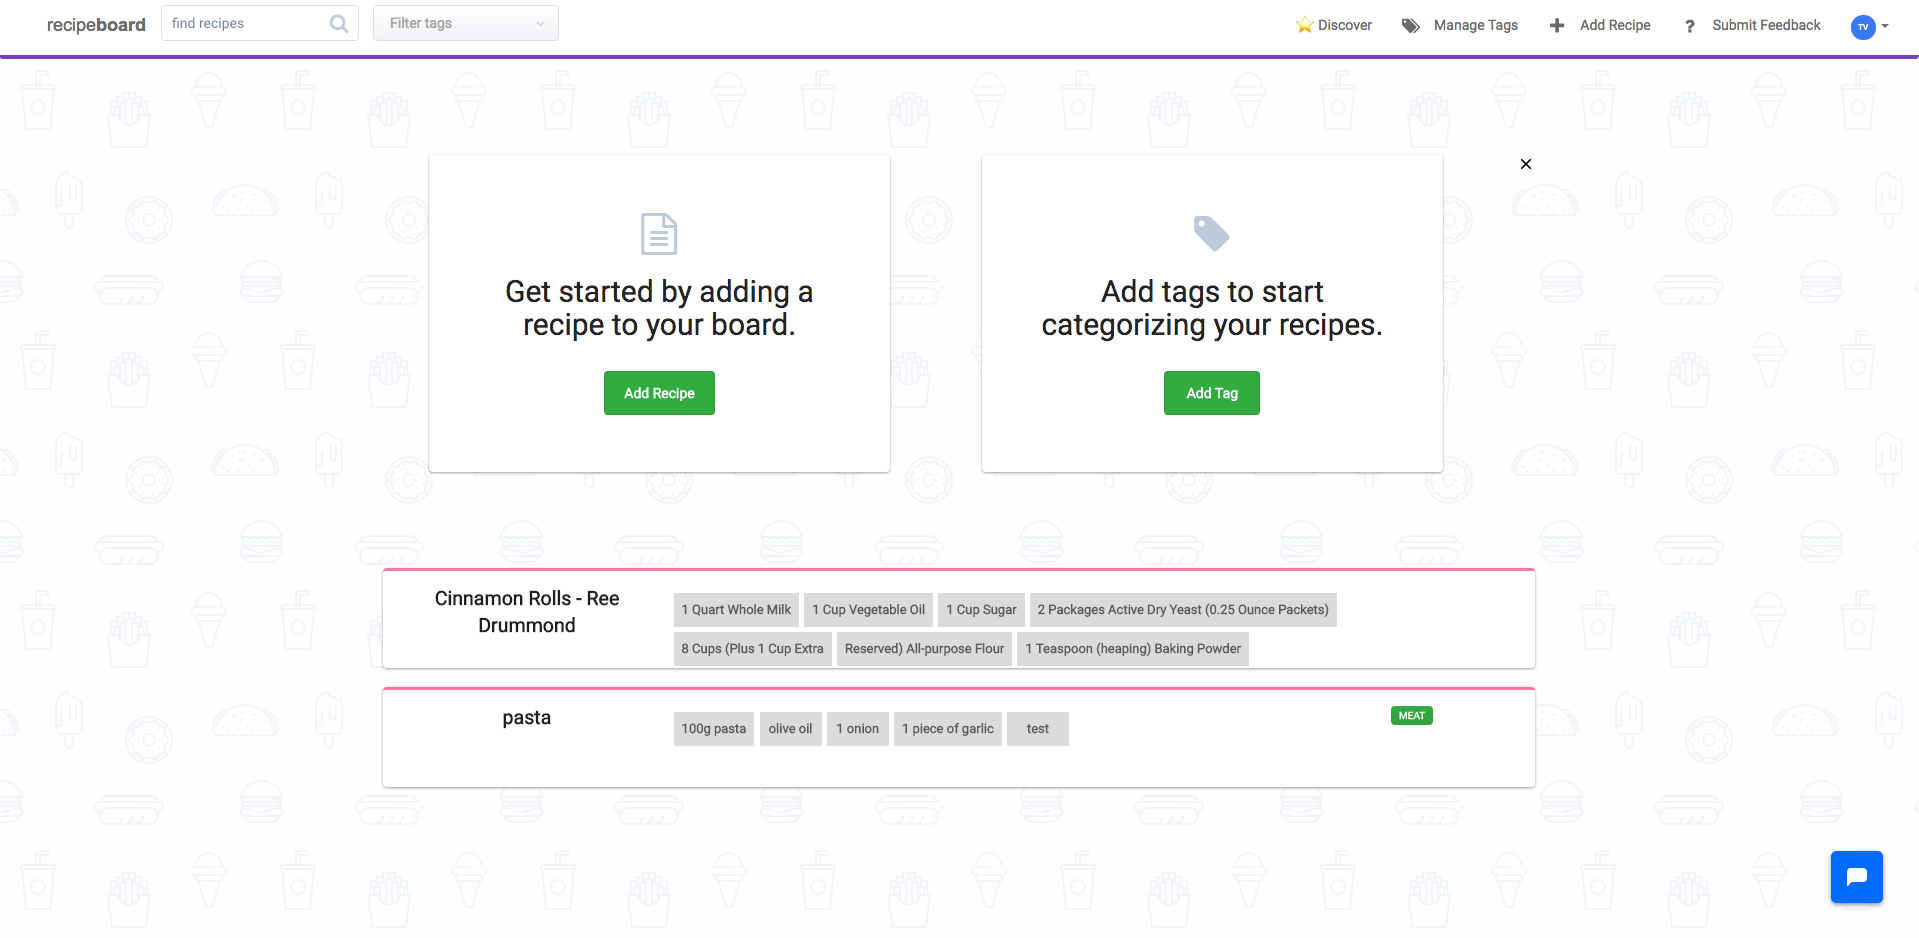 recipeboard
find recipes
Filter tags
Discover
Manage Tags
Add Recipe
? Submit Feedback
TV
Get started by adding a
recipe to your board.
Add Recipe
Add tags to start
categorizing your recipes.
Add Tag
Cinnamon Rolls - Ree
Drummond
1 Quart Whole Milk 1 Cup Vegetable Oil 1 Cup Sugar 2 Packages Active Dry Yeast (0.25 Ounce Packets)
8 Cups (Plus 1 Cup Extra Reserved) All-purpose Flour 1 Teaspoon (heaping) Baking Powder
pasta
100g pasta olive oil 1 onion 1 piece of garlic test
MEAT